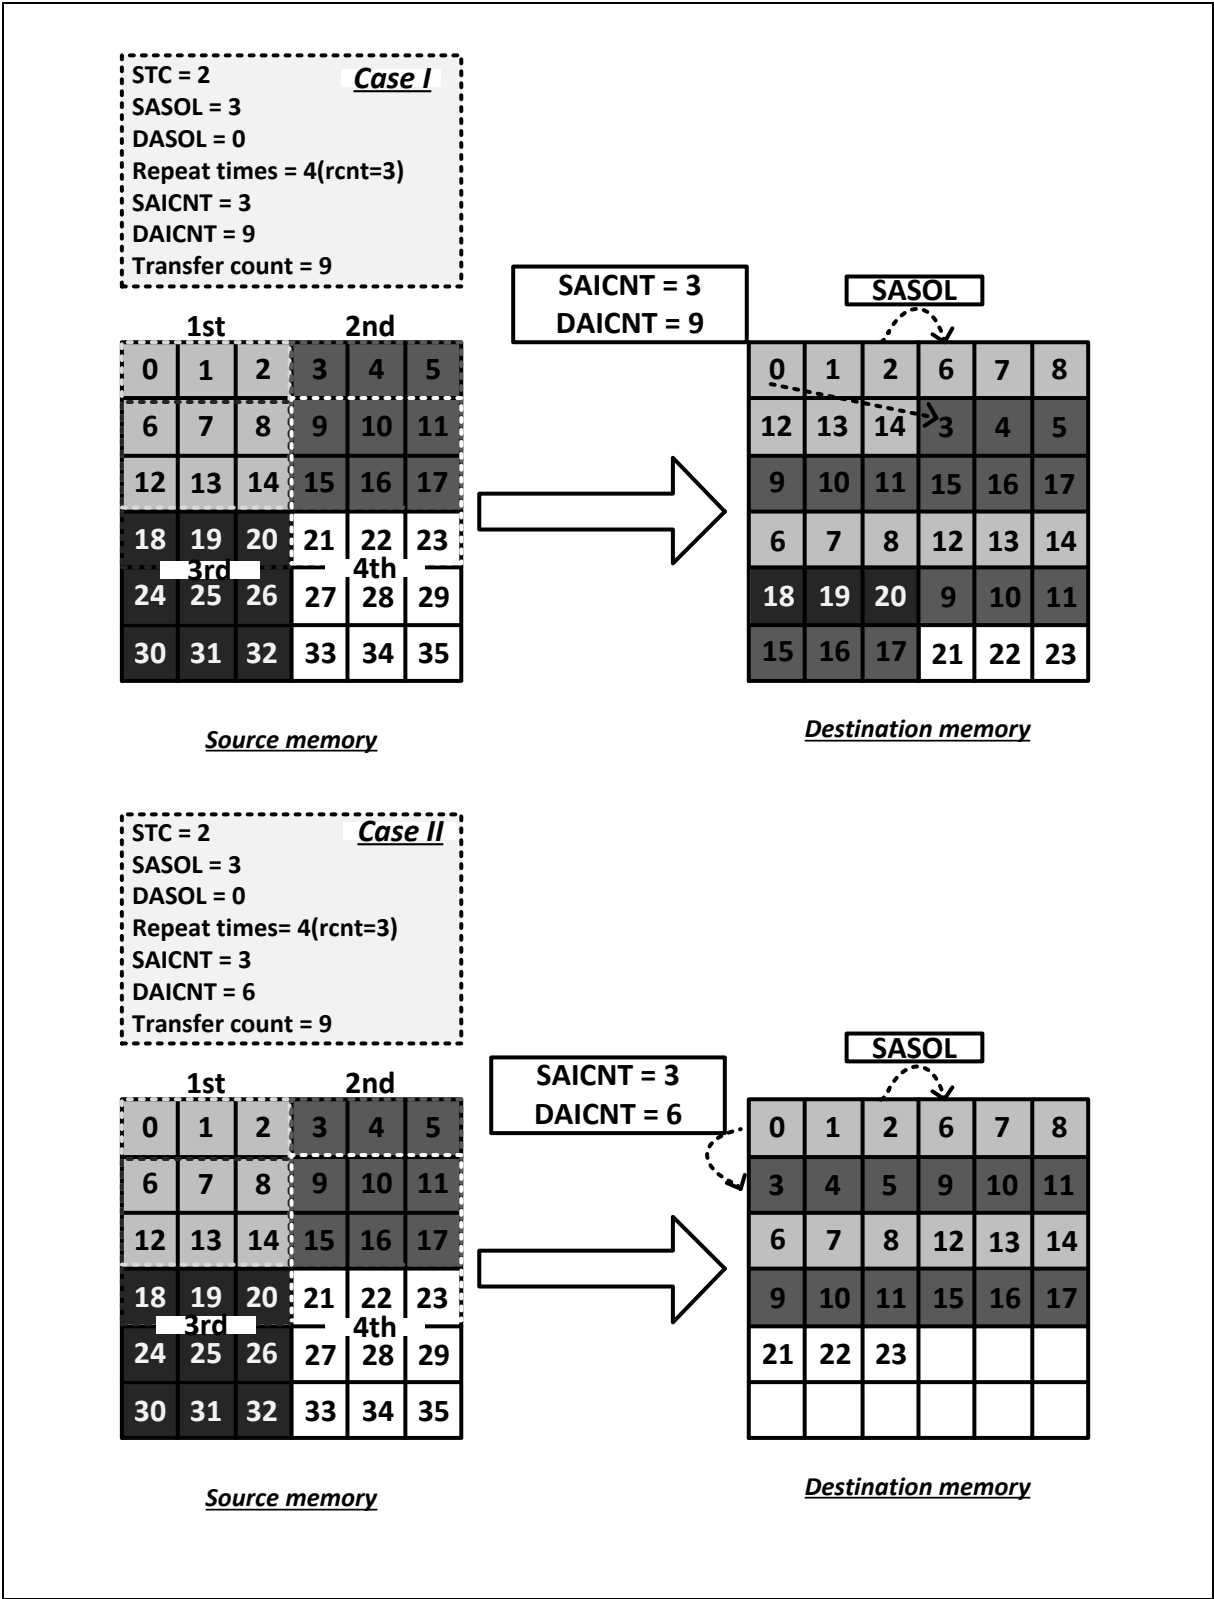 STC = 2 Case I
SASOL = 3
DASOL = 0
Repeat times = 4(rcnt=3)
SAICNT = 3
DAICNT = 9
Transfer count = 9
SAICNT = 3
DAICNT = 9
SASOL
1st 2nd
0 1 2 3 4 5
6 7 8 9 10 11
12 13 14 15 16 17
18 19 20 21 22 23
3rd 4th
24 25 26 27 28 29
30 31 32 33 34 35
Source memory
0 1 2 6 7 8
12 13 14 3 4 5
9 10 11 15 16 17
6 7 8 12 13 14
18 19 20 9 10 11
15 16 17 21 22 23
Destination memory
STC = 2 Case II
SASOL = 3
DASOL = 0
Repeat times= 4(rcnt=3)
SAICNT = 3
DAICNT = 6
Transfer count = 9
SAICNT = 3
DAICNT = 6
SASOL
1st 2nd
0 1 2 3 4 5
6 7 8 9 10 11
12 13 14 15 16 17
18 19 20 21 22 23
3rd 4th
24 25 26 27 28 29
30 31 32 33 34 35
Source memory
0 1 2 6 7 8
3 4 5 9 10 11
6 7 8 12 13 14
9 10 11 15 16 17
21 22 23
Destination memory